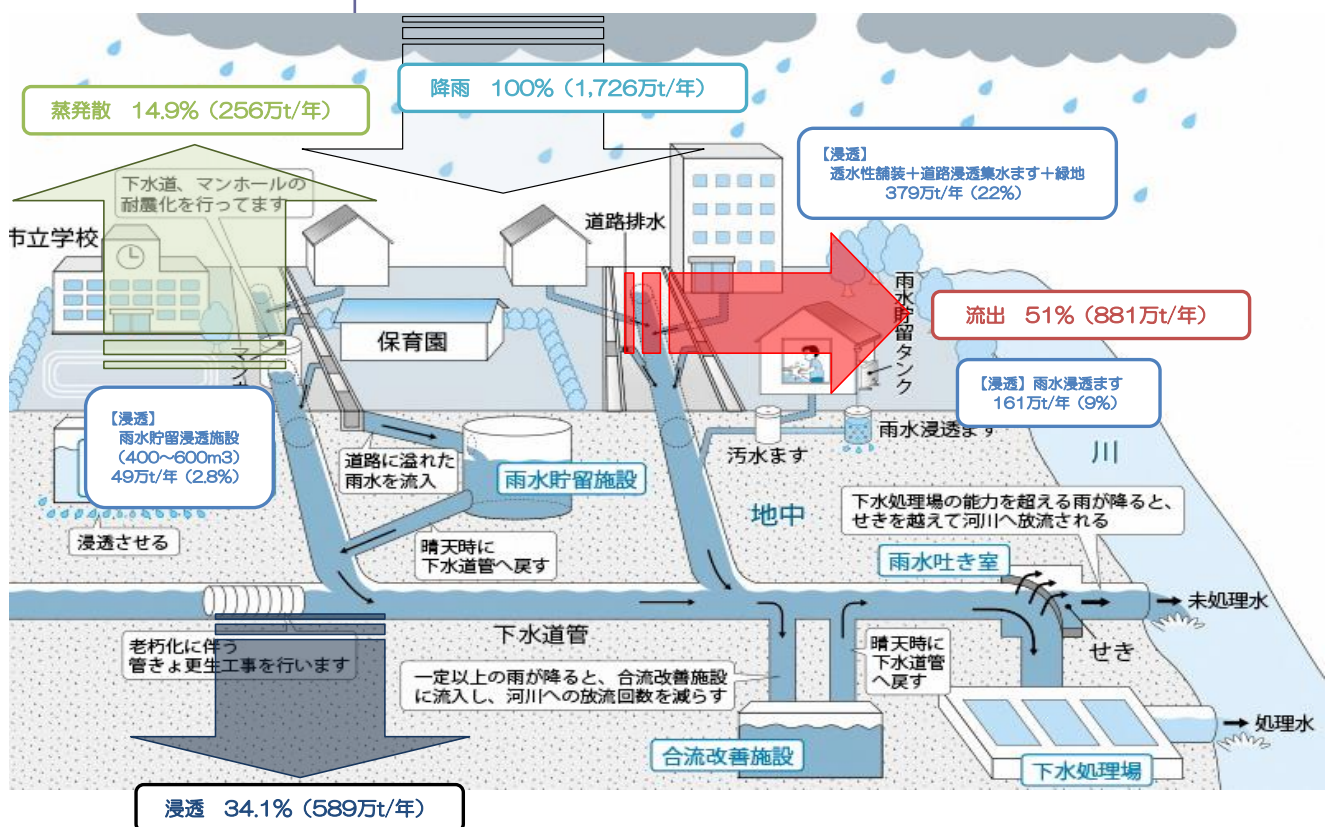 降雨 100%（1,726万t/年）
蒸発散 14.9%（256万t/年）
【浸透】
透水性舗装＋道路浸透集水ます＋緑地
379万t/年（22%）
下水道、マンホールの
耐震化を行ってます
道路排水
市立学校
雨水貯留タンク
流出 51%（881万t/年）
保育園
マン
【浸透】雨水浸透ます
161万t/年（9%）
【浸透】
雨水貯留浸透施設
（400～600m3）
49万t/年（2.8%）
雨水浸透ます
汚水ます
川
道路に溢れた
雨水を流入
雨水貯留施設
地中
下水処理場の能力を超える雨が降ると、
せきを越えて河川へ放流される
浸透させる
晴天時に
下水道管へ戻す
雨水吐き室
未処理水
下水道管
せき
老朽化に伴う
管きょ更生工事を行います
晴天時に
下水道管
へ戻す
一定以上の雨が降ると、合流改善施設
に流入し、河川への放流回数を減らす
処理水
合流改善施設
下水処理場
浸透 34.1%（589万t/年）